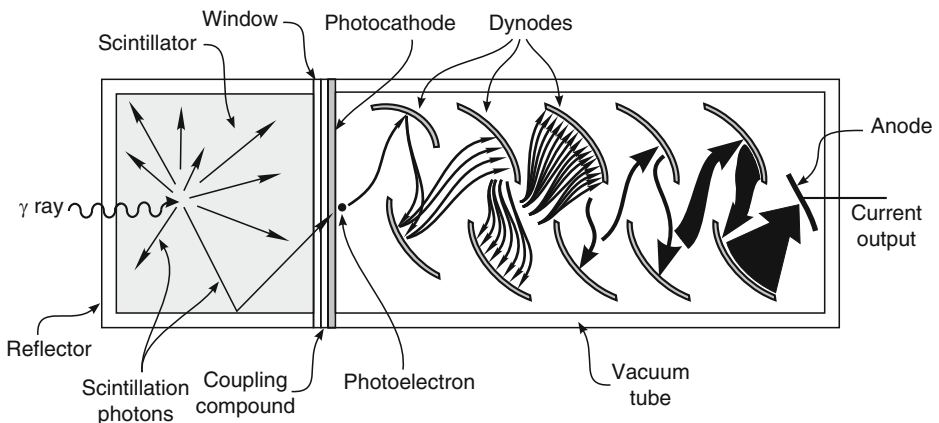 Window
Photocathode
Dynodes
Scintillator
Anode
γ ray
Current
output
Reflector
Scintillation
photons
Coupling
compound
Photoelectron
Vacuum
tube